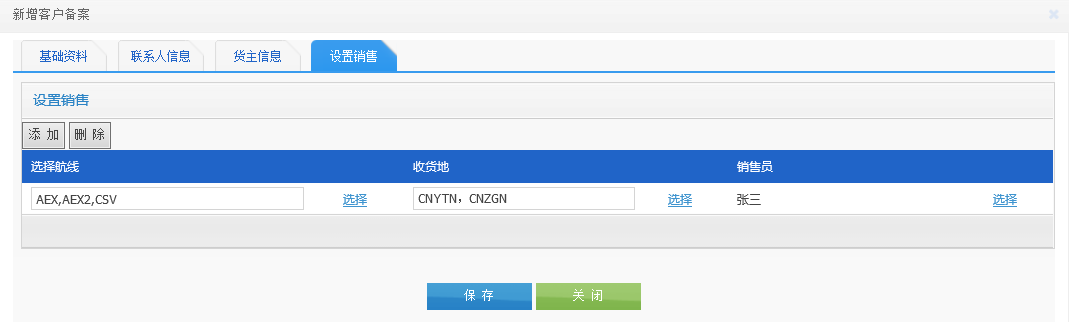 新增客户备案
基础资料 联系人信息 货主信息 设置销售
设置销售
添 加 删 除
选择航线 收货地 销售员
AEX,AEX2,CSV 选择 CNYTN，CNZGN 选择 张三 选择
保 存 关 闭